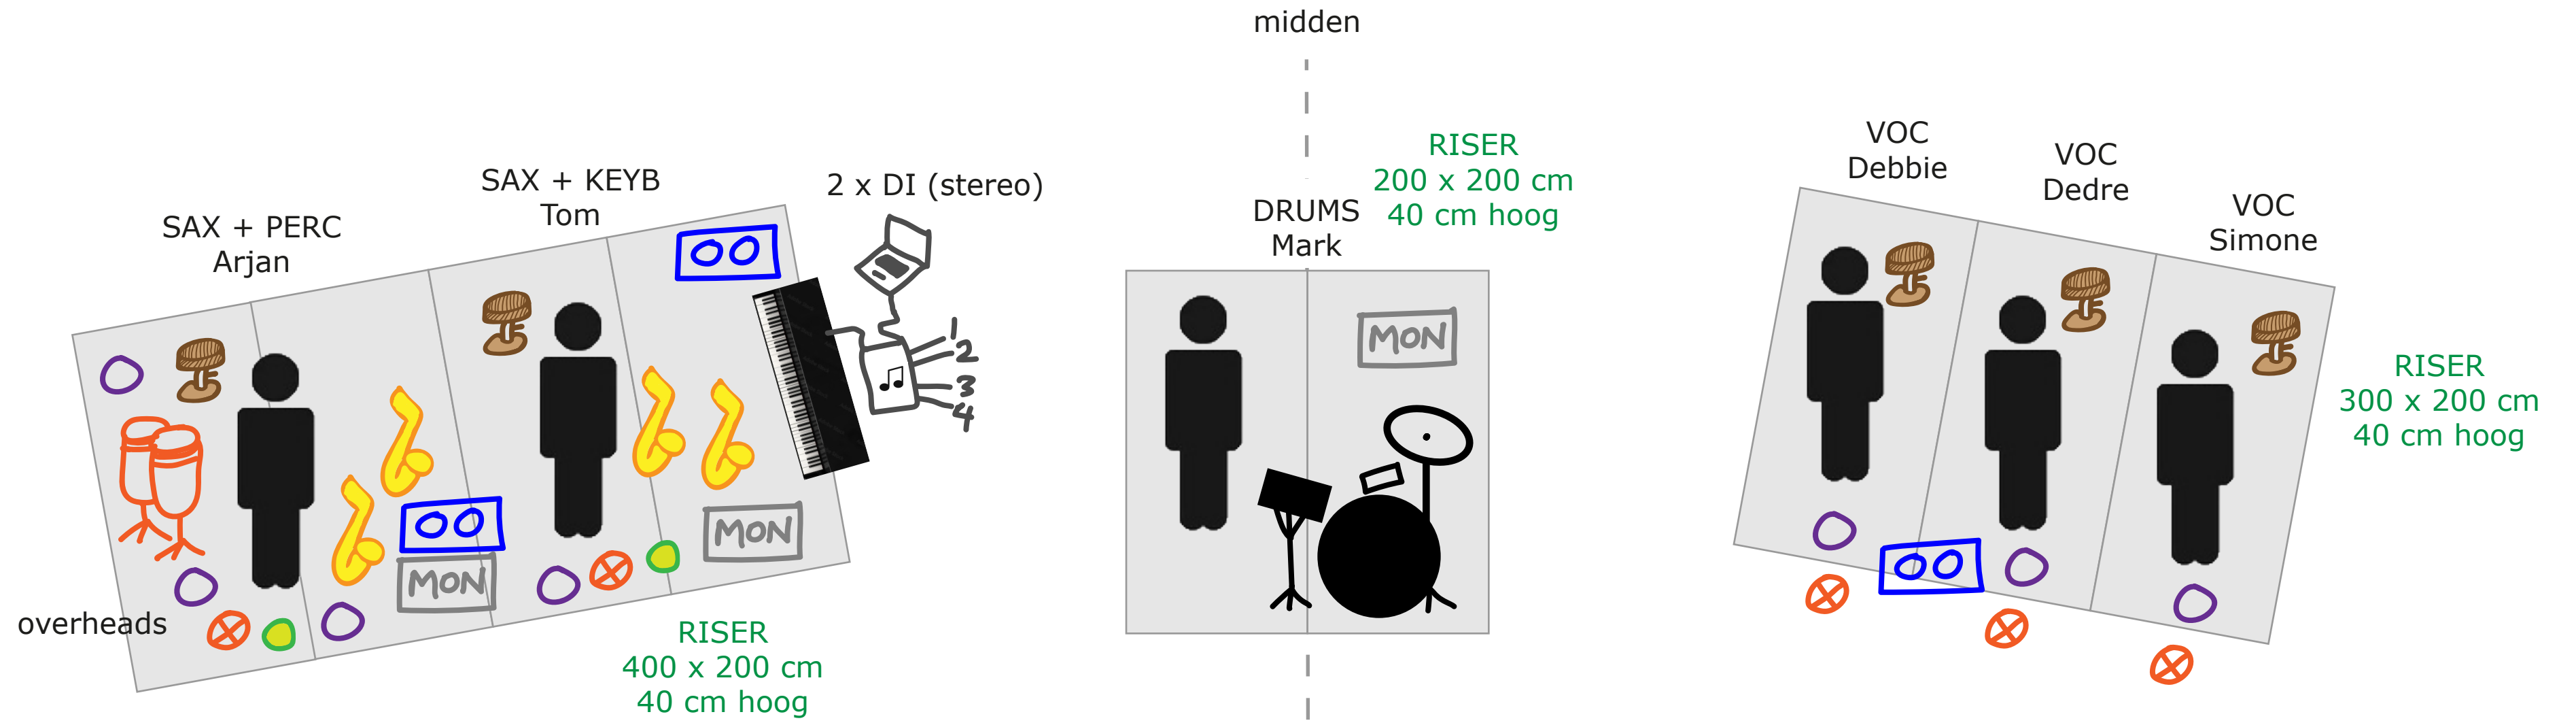 midden
SAX + PERC
Arjan
SAX + KEYB
Tom
2 x DI (stereo)
1
2
3
4
MON
MON
overheads
RISER
400 x 200 cm
40 cm hoog
DRUMS
Mark
RISER
200 x 200 cm
40 cm hoog
MON
VOC
Debbie
VOC
Dedre
VOC
Simone
RISER
300 x 200 cm
40 cm hoog